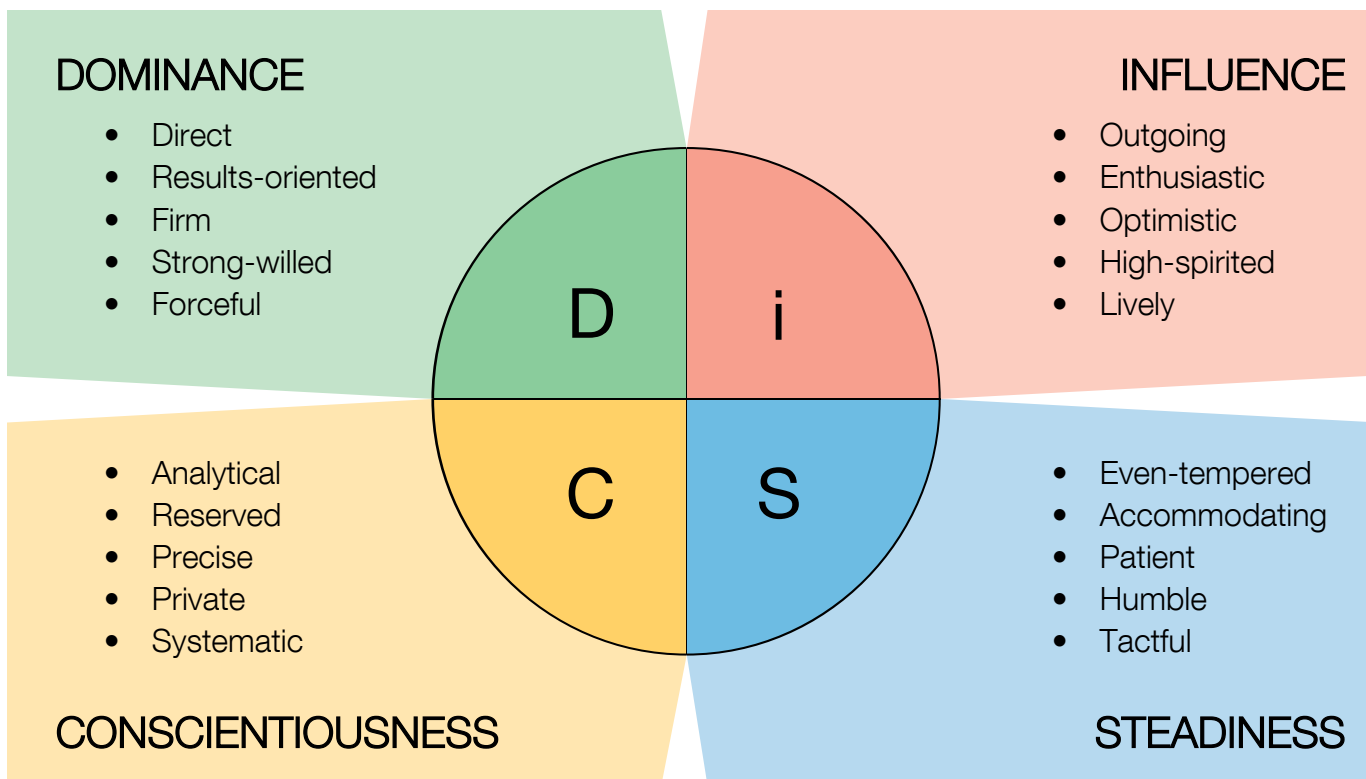 DOMINANCE
• Direct
• Results-oriented
• Firm
• Strong-willed
• Forceful
INFLUENCE
• Outgoing
• Enthusiastic
• Optimistic
• High-spirited
• Lively
D
i
C
S
• Analytical
• Reserved
• Precise
• Private
• Systematic
CONSCIENTIOUSNESS
• Even-tempered
• Accommodating
• Patient
• Humble
• Tactful
STEADINESS